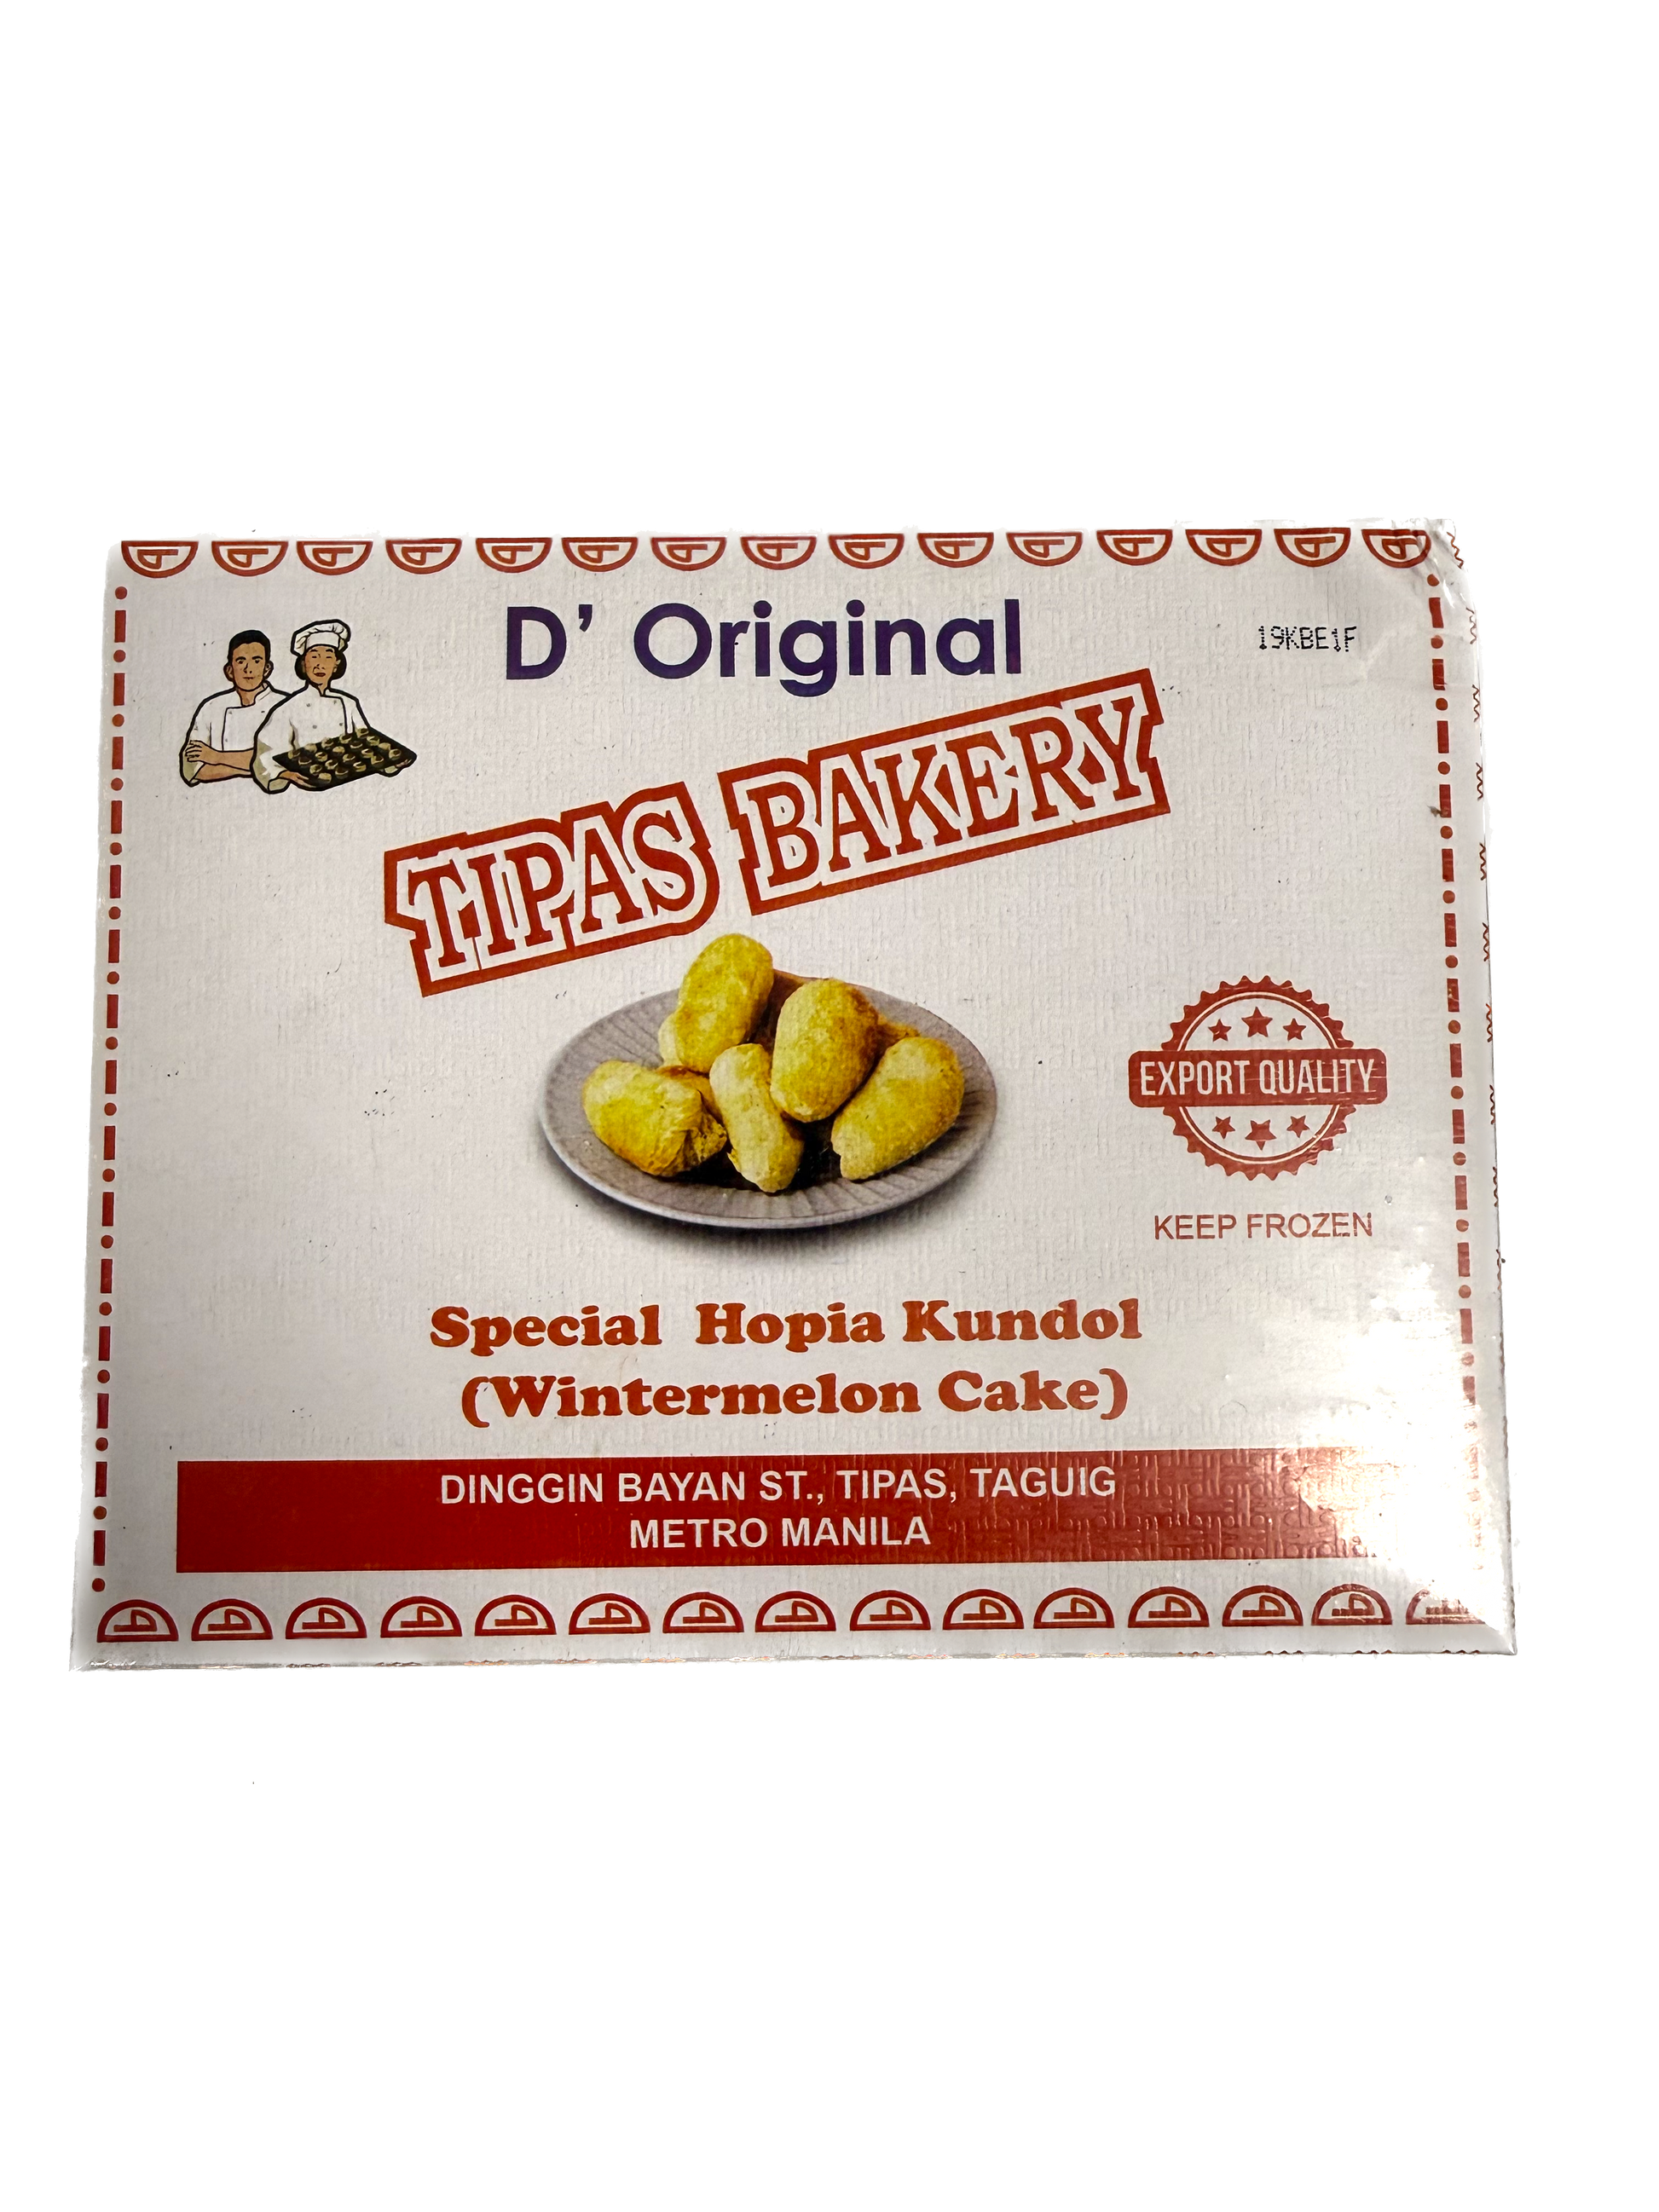 D' Original
19KBE1F
TIPAS BAKERY
EXPORT QUALITY
KEEP FROZEN
Special Hopia Kundol
(Wintermelon Cake)
DINGGIN BAYAN ST., TIPAS, TAGUIG
METRO MANILA